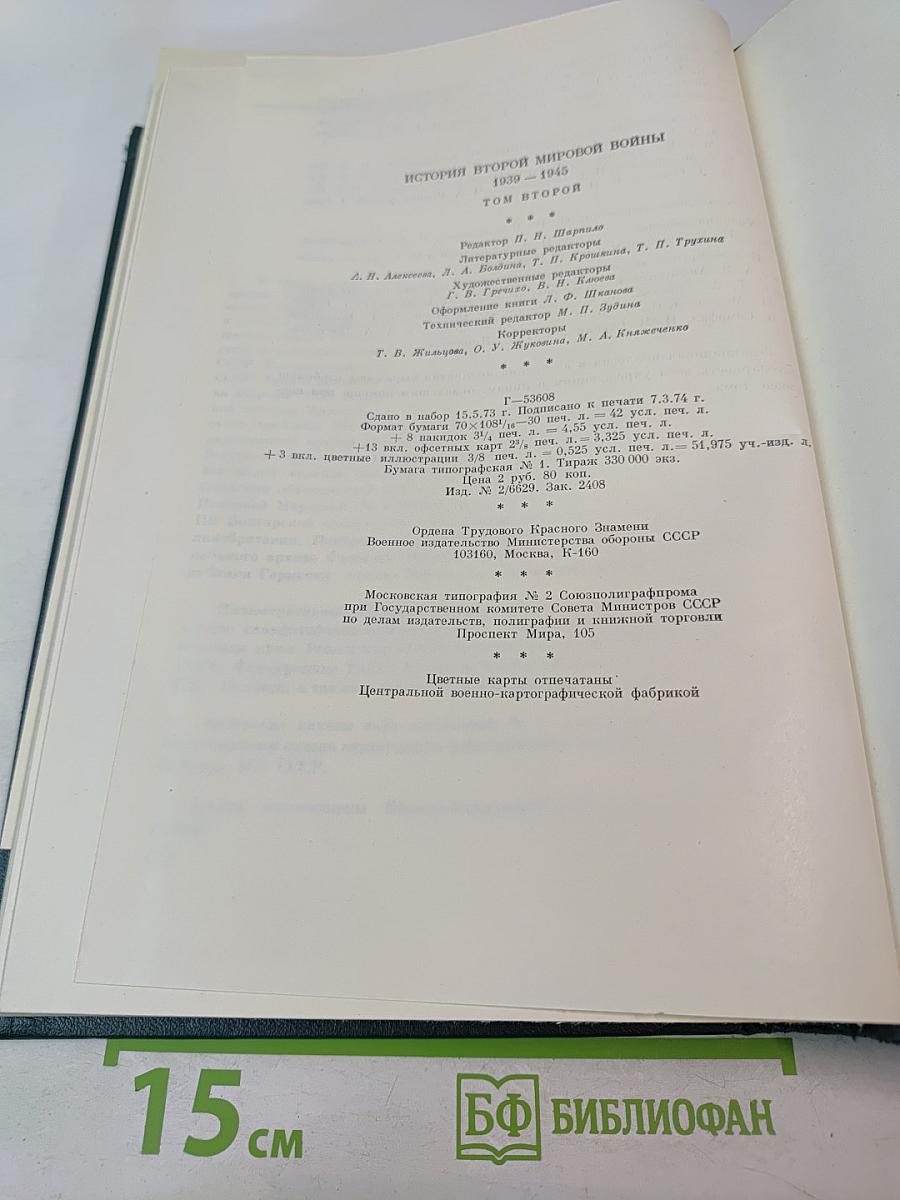 ИСТОРИЯ ВТОРОЙ МИРОВОЙ ВОЙНЫ
1939 — 1945
ТОМ ВТОРОЙ
* * *
Редактор П. Н. Шарпило
Литературные редакторы
А. Н. Алексеева, Л. А. Болдина, Т. П. Крошкина, Т. П. Трухина
Художественные редакторы
Г. В. Гречихо, В. Н. Клюева
Оформление книги Л. Ф. Шканова
Технический редактор М. П. Зудина
Корректоры
Т. В. Жильцова, О. У. Жуковина, М. А. Княжеченко
* * *
Г—53608
Сдано в набор 15.5.73 г. Подписано к печати 7.3.74 г.
Формат бумаги 70×108¹/₁₆—30 печ. л. = 42 усл. печ. л.
+ 8 накидок 3¹/₄ печ. л. = 4,55 усл. печ. л.
+13 вкл. офсетных карт 2³/₈ печ. л. = 3,325 усл. печ. л.
+ 3 вкл. цветные иллюстрации 3/8 печ. л. = 0,525 усл. печ. л.= 51,975 уч.-изд. л.
Бумага типографская № 1. Тираж 330 000 экз.
Цена 2 руб. 80 коп.
Изд. № 2/6629. Зак. 2408
* * *
Ордена Трудового Красного Знамени
Военное издательство Министерства обороны СССР
103160, Москва, К-160
* * *
Московская типография № 2 Союзполиграфпрома
при Государственном комитете Совета Министров СССР
по делам издательств, полиграфии и книжной торговли
Проспект Мира, 105
* * *
Цветные карты отпечатаны
Центральной военно-картографической фабрикой
15 см
БФ БИБЛИОФАН